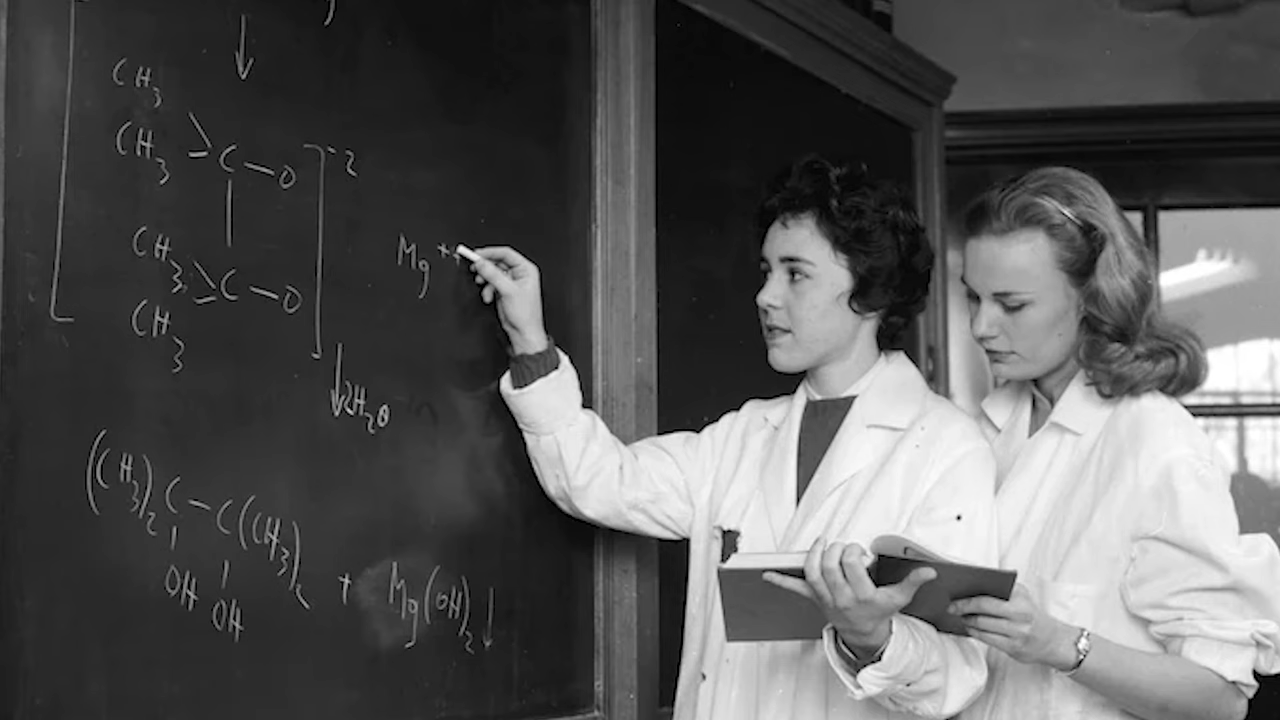 CH3
CH3 C—O
CH3 C—O
CH3
-2
Mg++
2H2O
(CH3)2 C—C(CH3)2 + Mg(OH)2↓
OH OH